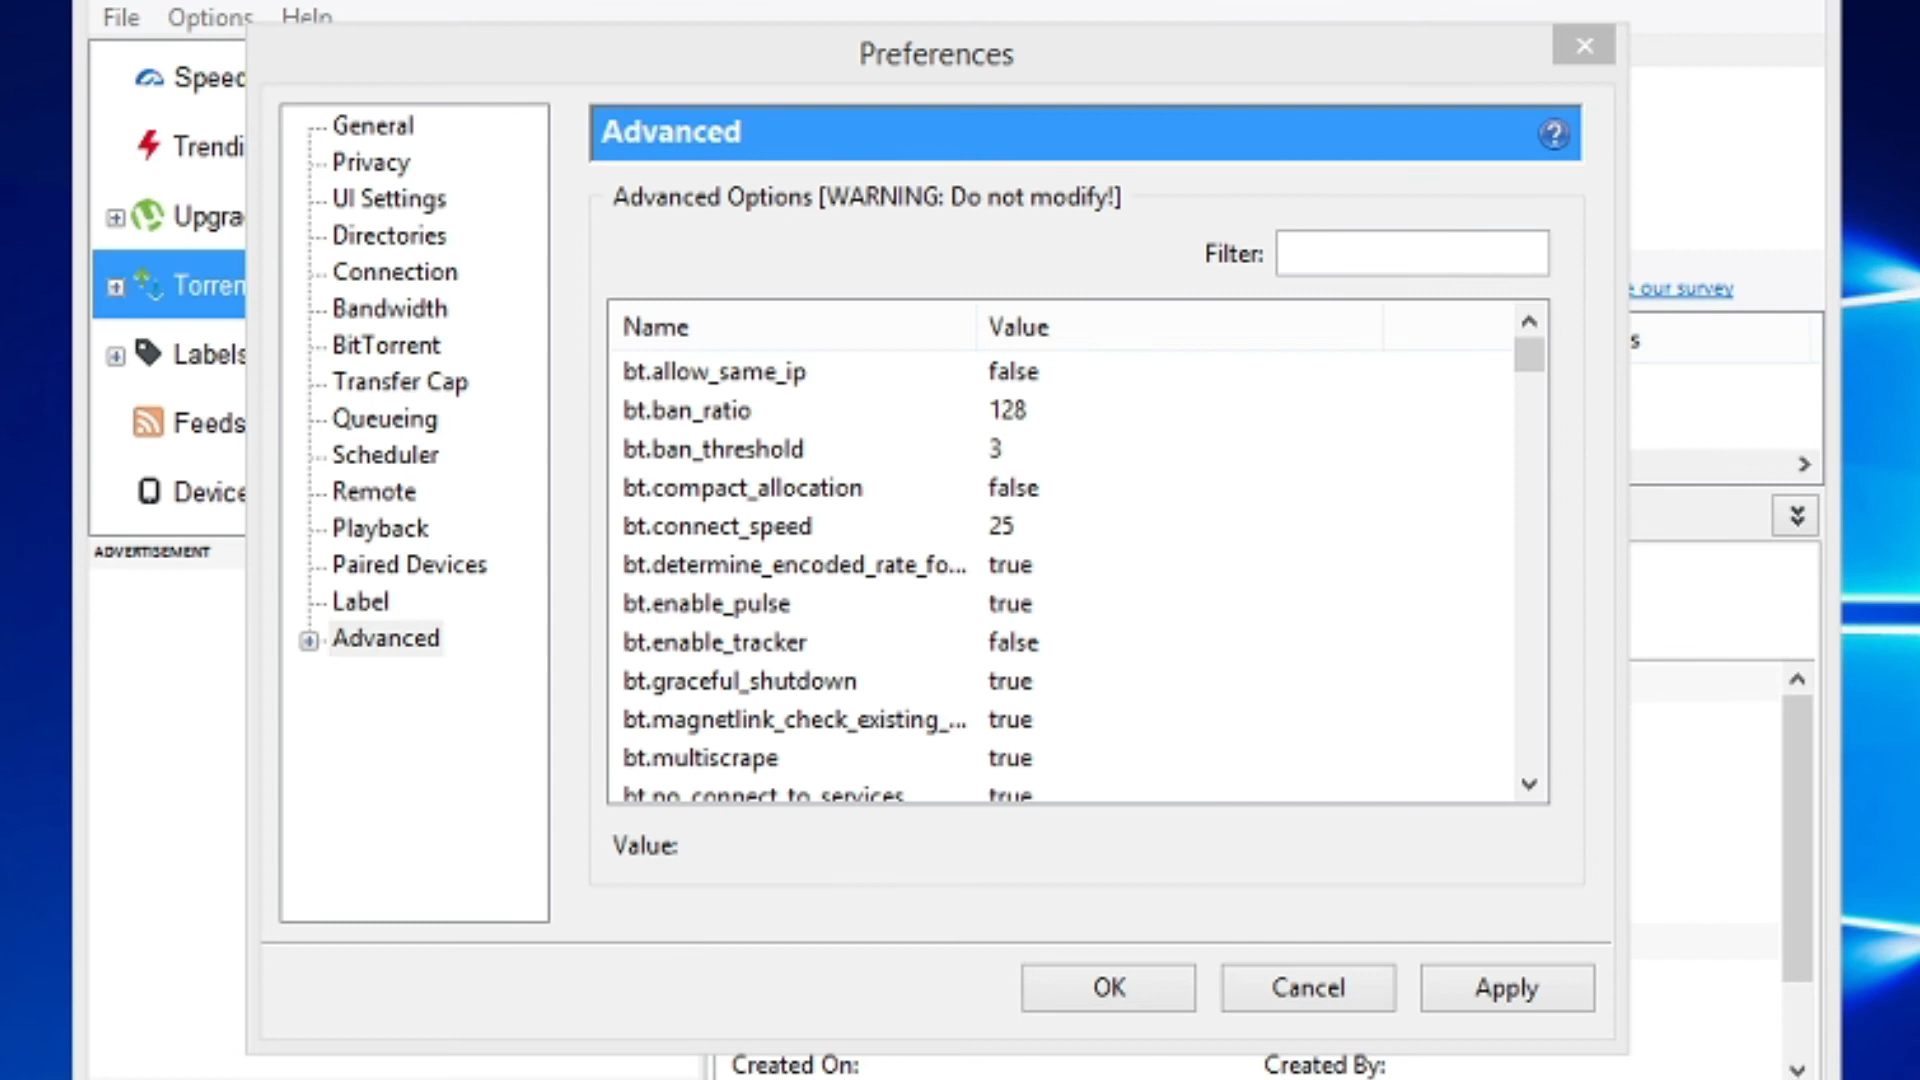 File Options Help
Preferences
Speed
Trendi
Upgra
Torren
Labels
Feeds
Device
ADVERTISEMENT
General
Privacy
UI Settings
Directories
Connection
Bandwidth
BitTorrent
Transfer Cap
Queueing
Scheduler
Remote
Playback
Paired Devices
Label
Advanced
Advanced
Advanced Options [WARNING: Do not modify!]
Filter:
Name Value
bt.allow_same_ip false
bt.ban_ratio 128
bt.ban_threshold 3
bt.compact_allocation false
bt.connect_speed 25
bt.determine_encoded_rate_fo... true
bt.enable_pulse true
bt.enable_tracker false
bt.graceful_shutdown true
bt.magnetlink_check_existing_... true
bt.multiscrape true
bt.no_connect_to_services true
Value:
OK Cancel Apply
e our survey
s
Created On: Created By: